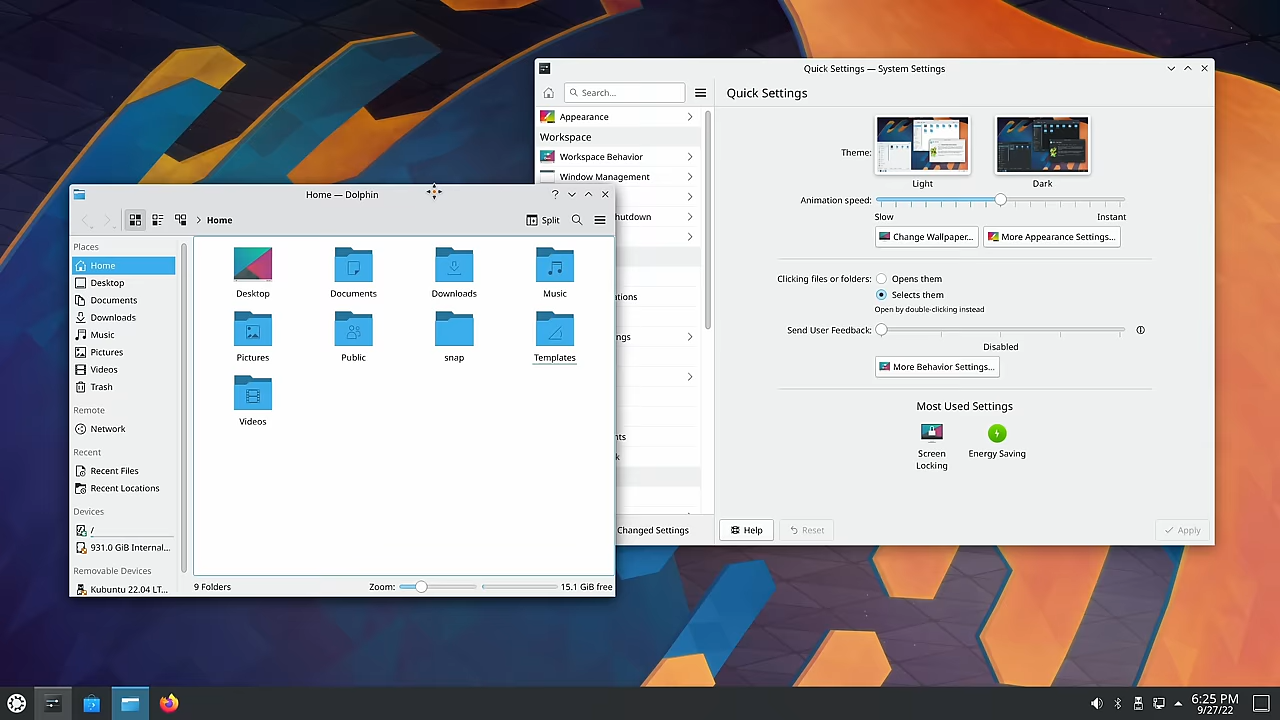 Quick Settings — System Settings
Search...
Quick Settings
Appearance
Workspace
Workspace Behavior
Window Management
hutdown
tions
ngs
nts
k
Changed Settings
Theme:
Light
Dark
Animation speed:
Slow
Instant
Change Wallpaper...
More Appearance Settings...
Clicking files or folders:
Opens them
Selects them
Open by double-clicking instead
Send User Feedback:
Disabled
More Behavior Settings...
Most Used Settings
Screen
Locking
Energy Saving
Help
Reset
Apply
Home — Dolphin
Home
Split
Places
Home
Desktop
Documents
Downloads
Music
Pictures
Videos
Trash
Remote
Network
Recent
Recent Files
Recent Locations
Devices
/
931.0 GiB Internal...
Removable Devices
Kubuntu 22.04 LT...
Desktop
Documents
Downloads
Music
Pictures
Public
snap
Templates
Videos
9 Folders
Zoom:
15.1 GiB free
6:25 PM
9/27/22